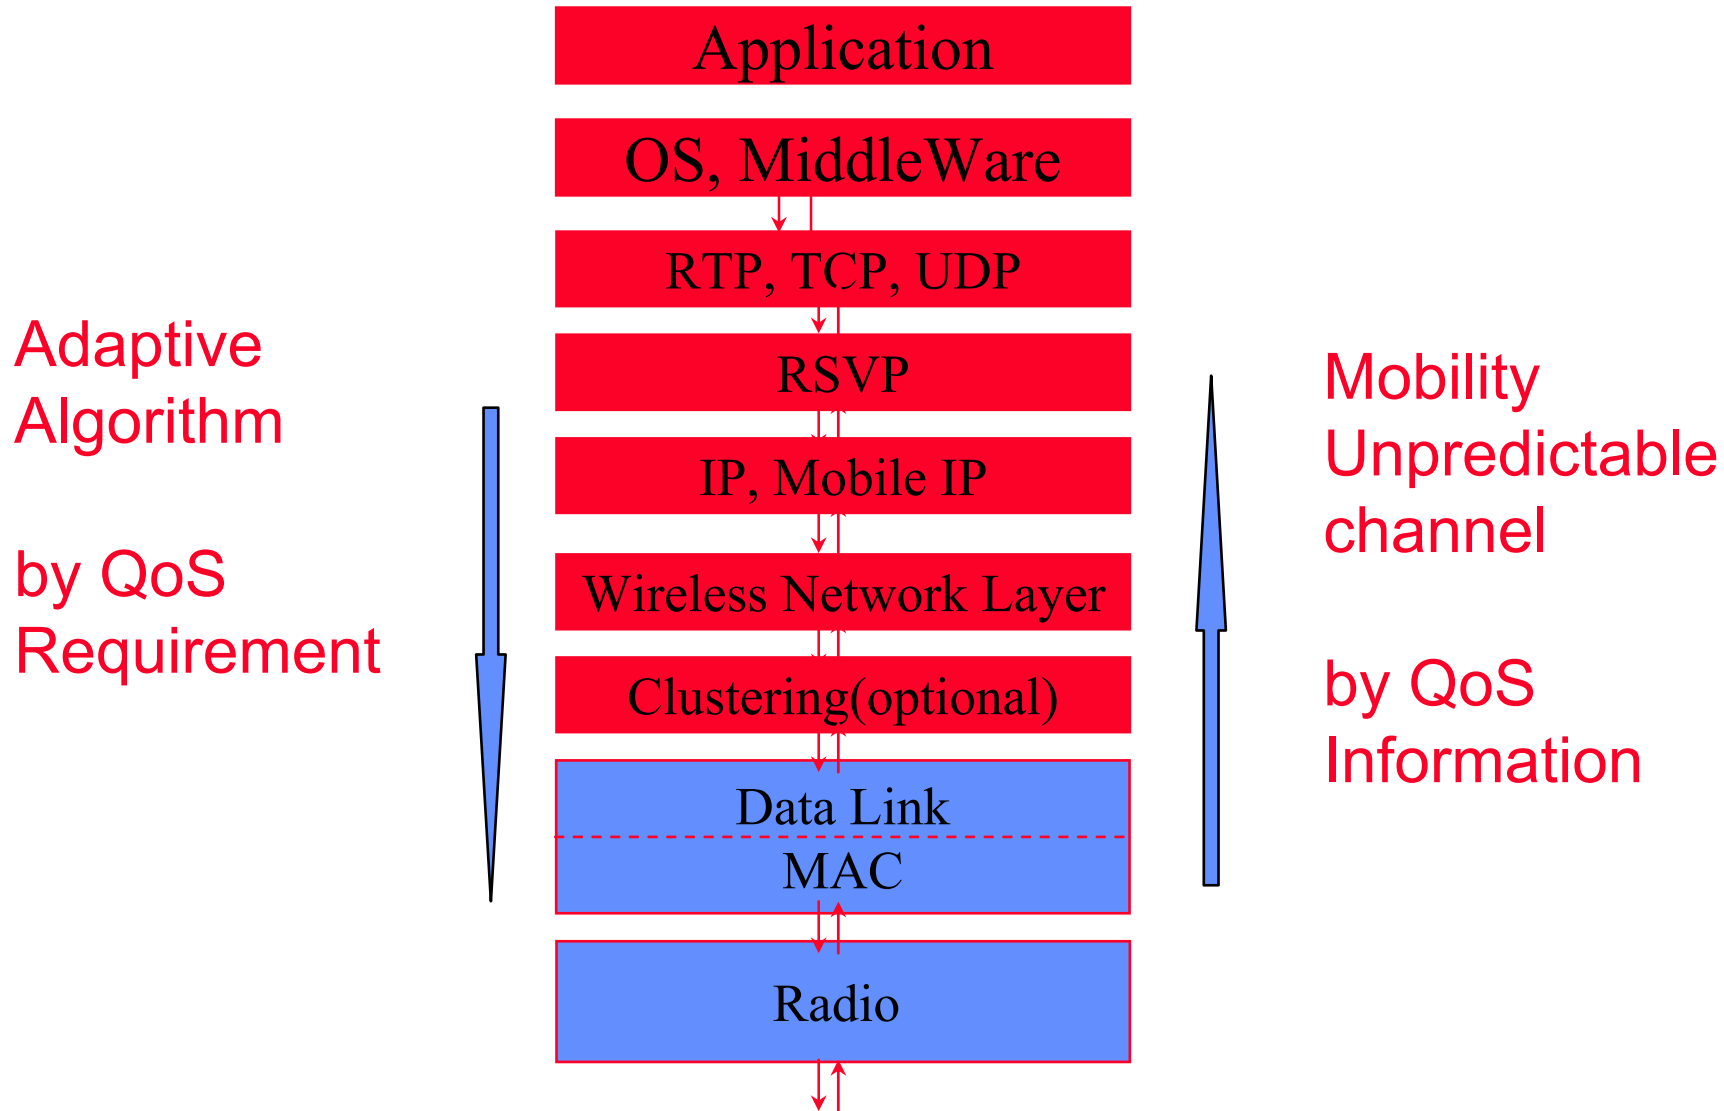 Application
OS, MiddleWare
RTP, TCP, UDP
RSVP
IP, Mobile IP
Wireless Network Layer
Clustering(optional)
Data Link
MAC
Radio
Adaptive
Algorithm
by QoS
Requirement
Mobility
Unpredictable
channel
by QoS
Information